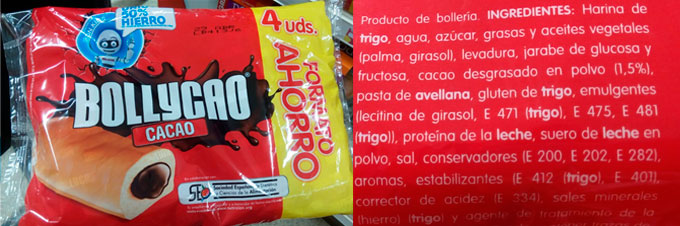 30%
HIERRO
4 uds.
FORMATO
AHORRO
BOLLYCAO
CACAO
Sociedad Española
Producto de bollería. INGREDIENTES: Harina de
trigo, agua, azúcar, grasas y aceites vegetales
(palma, girasol), levadura, jarabe de glucosa y
fructosa, cacao desgrasado en polvo (1,5%),
pasta de avellana, gluten de trigo, emulgentes
(lecitina de girasol, E 471 (trigo), E 475, E 481
(trigo)), proteína de la leche, suero de leche en
polvo, sal, conservadores (E 200, E 202, E 282),
aromas, estabilizantes (E 412 (trigo), E 401),
corrector de acidez (E 334), sales minerales
(hierro) (trigo) y agente de tratamiento de la